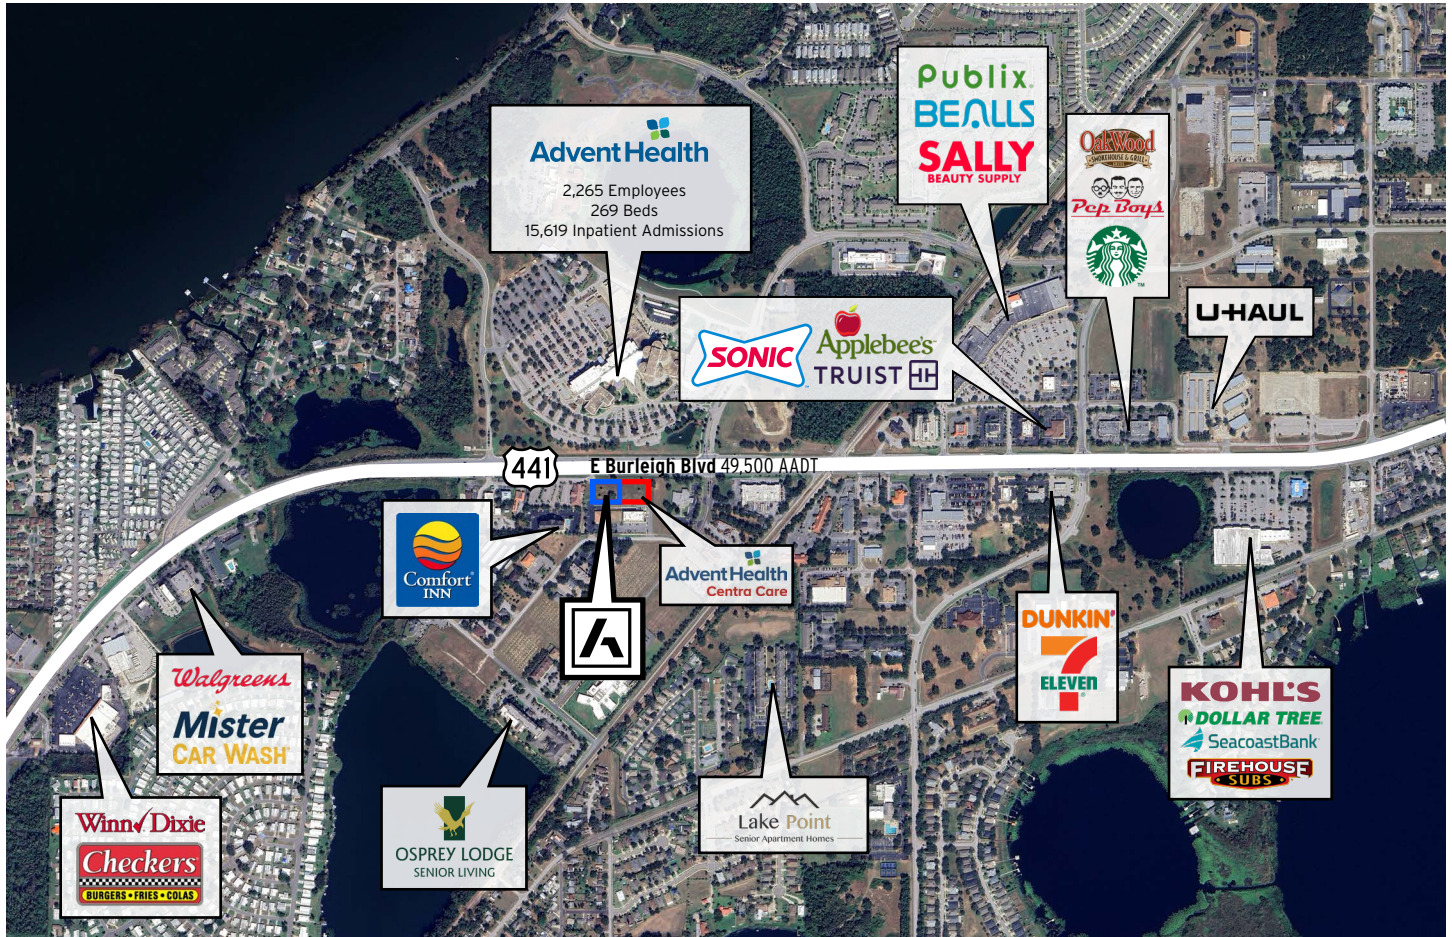 Publix.
BEALLS
SALLY
BEAUTY SUPPLY
AdventHealth
2,265 Employees
269 Beds
15,619 Inpatient Admissions
OakWood
SMOKEHOUSE & GRILL
Pep Boys
TM
U-HAUL
SONIC
Applebee's
TRUIST
441
E Burleigh Blvd 49,500 AADT
Comfort
INN
AdventHealth
Centra Care
DUNKIN'
7
ELEVEN
Walgreens
Mister
CAR WASH
KOHL'S
DOLLAR TREE
SeacoastBank
FIREHOUSE
SUBS
Winn Dixie
Checkers
BURGERS • FRIES • COLAS
OSPREY LODGE
SENIOR LIVING
Lake Point
Senior Apartment Homes